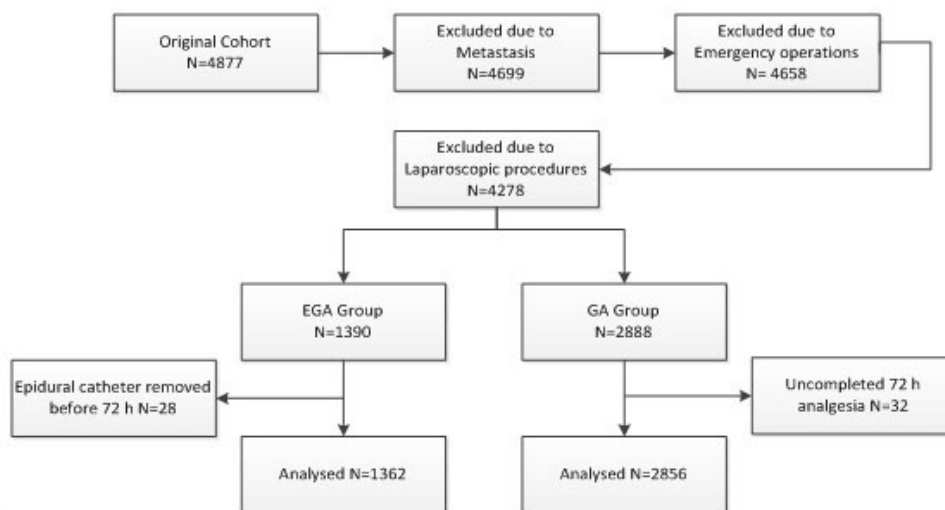 Original Cohort
N=4877
Excluded due to
Metastasis
N=4699
Excluded due to
Emergency operations
N= 4658
Excluded due to
Laparoscopic procedures
N=4278
EGA Group
N=1390
GA Group
N=2888
Epidural catheter removed
before 72 h N=28
Uncompleted 72 h
analgesia N=32
Analysed N=1362
Analysed N=2856